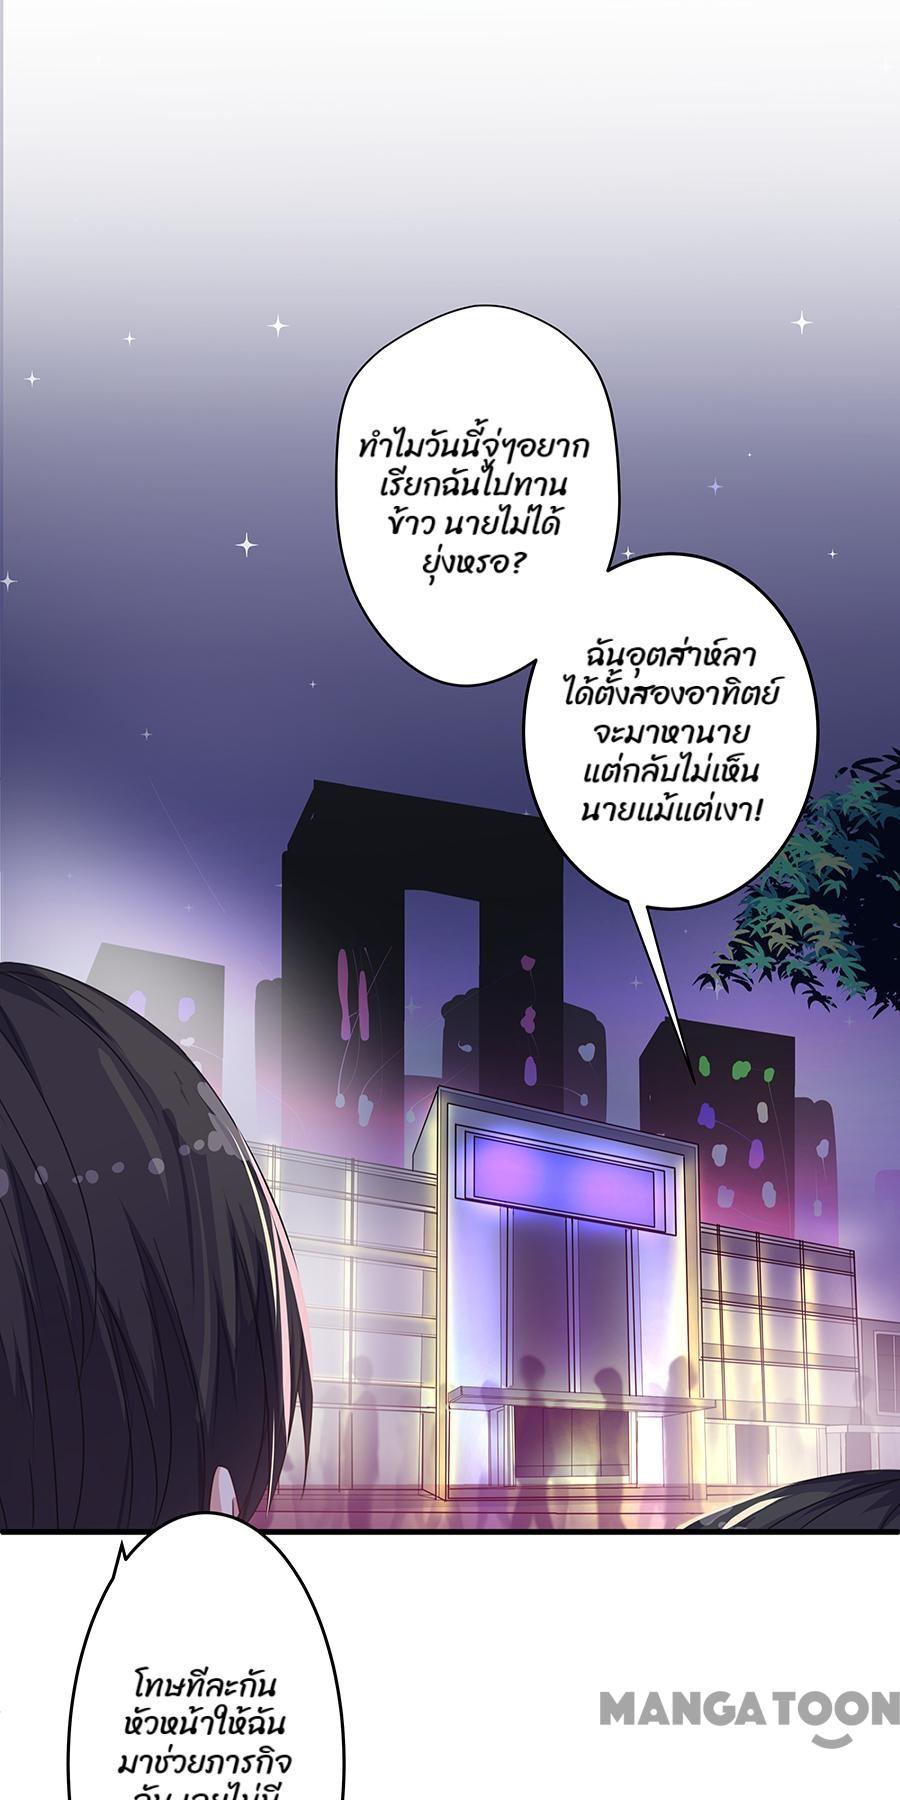 ทำไมวันนี้จู่ๆอยาก
เรียกฉันไปทาน
ข้าว นายไม่ได้
ยุ่งหรอ?
ฉันอุตส่าห์ลา
ได้ตั้งสองอาทิตย์
จะมาหานาย
แต่กลับไม่เห็น
นายแม้แต่เงา!
โทษทีละกัน
หัวหน้าให้ฉัน
มาช่วยภารกิจ
MANGATOON